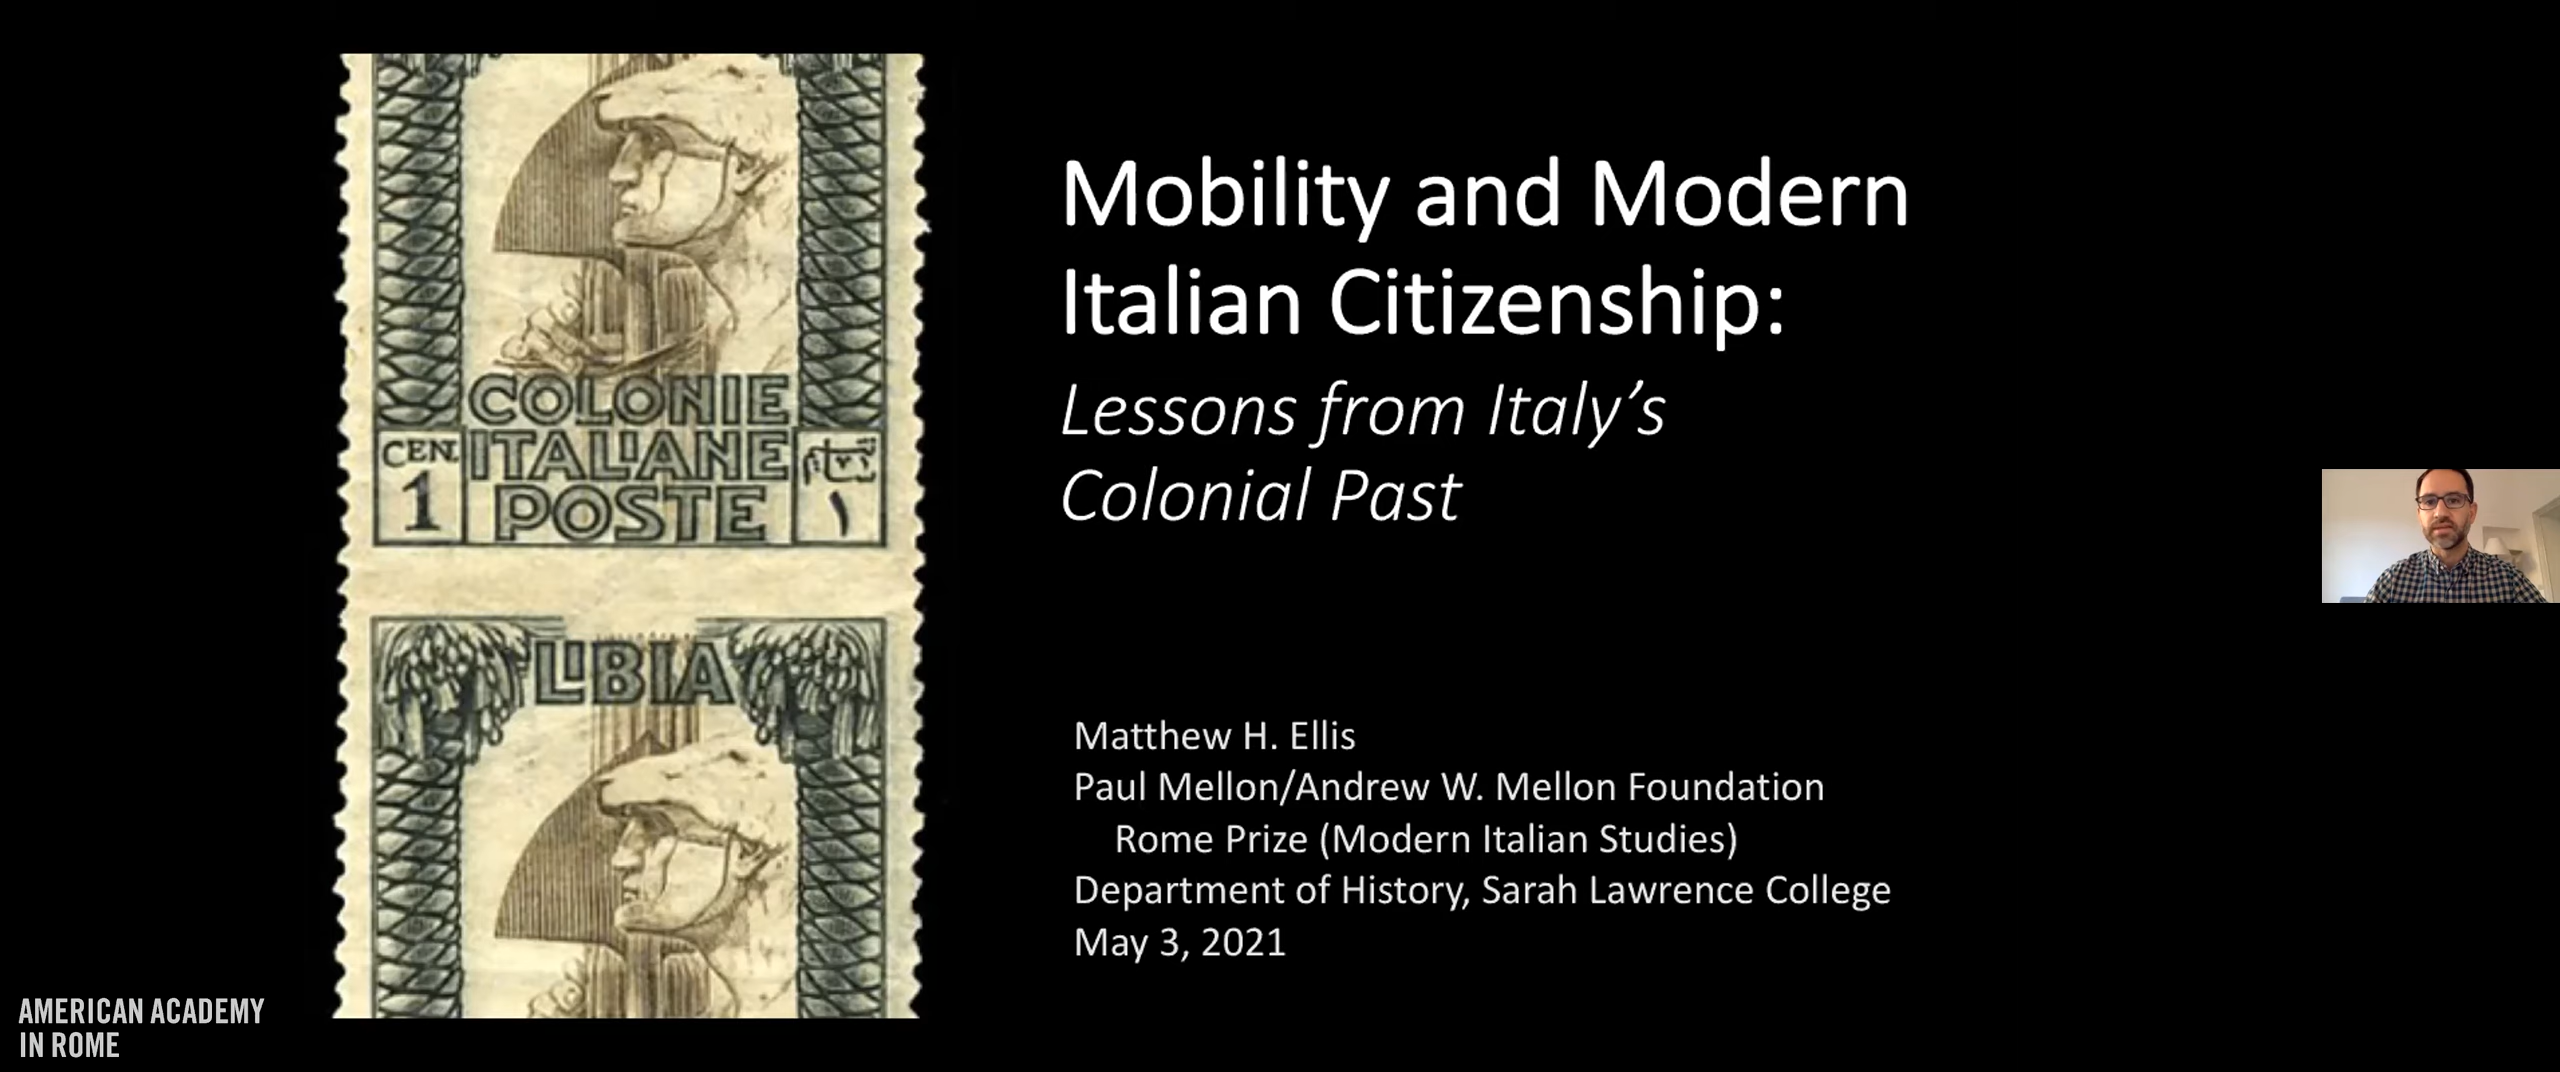 COLONIE
CEN. ITALIANE
1 POSTE ١
LIBIA
Mobility and Modern
Italian Citizenship:
Lessons from Italy’s
Colonial Past
Matthew H. Ellis
Paul Mellon/Andrew W. Mellon Foundation
Rome Prize (Modern Italian Studies)
Department of History, Sarah Lawrence College
May 3, 2021
AMERICAN ACADEMY
IN ROME